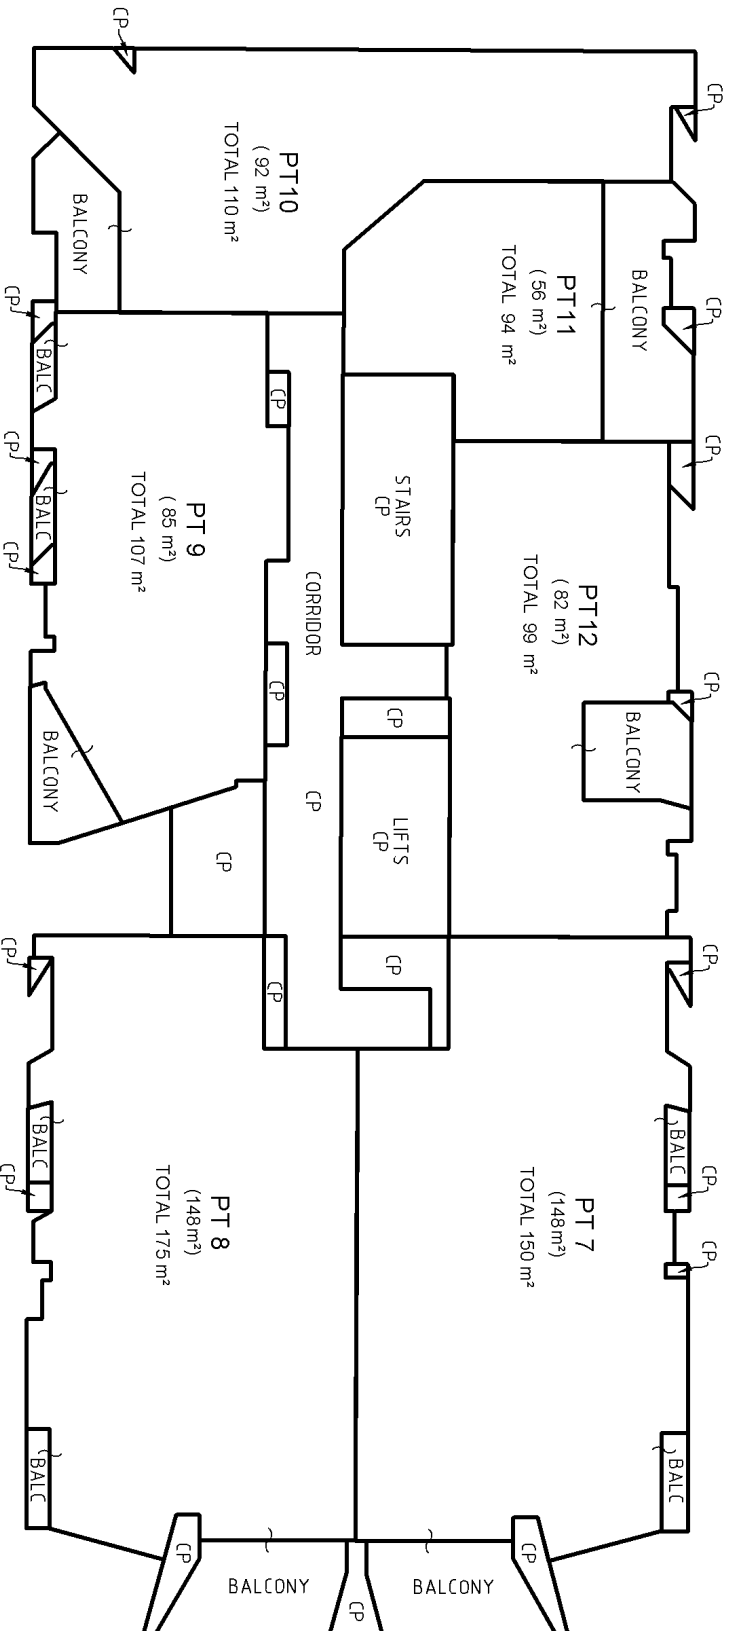 CP
CP
PT10
( 92 m²)
TOTAL 110 m²
BALCONY
PT11
( 56 m²)
TOTAL 94 m²
BALCONY
CP
CP
CP
BALC
CP
BALC
CP
CP
PT 9
( 85 m²)
TOTAL 107 m²
BALCONY
STAIRS
CP
CORRIDOR
CP
CP
CP
LIFTS
CP
CP
PT12
( 82 m²)
TOTAL 99 m²
CP
BALCONY
CP
CP
CP
CP
PT 8
(148m²)
TOTAL 175 m²
BALC
CP
BALC
PT 7
(148m²)
TOTAL 150 m²
BALC
CP
CP
BALC
CP
BALCONY
CP
BALCONY
CP